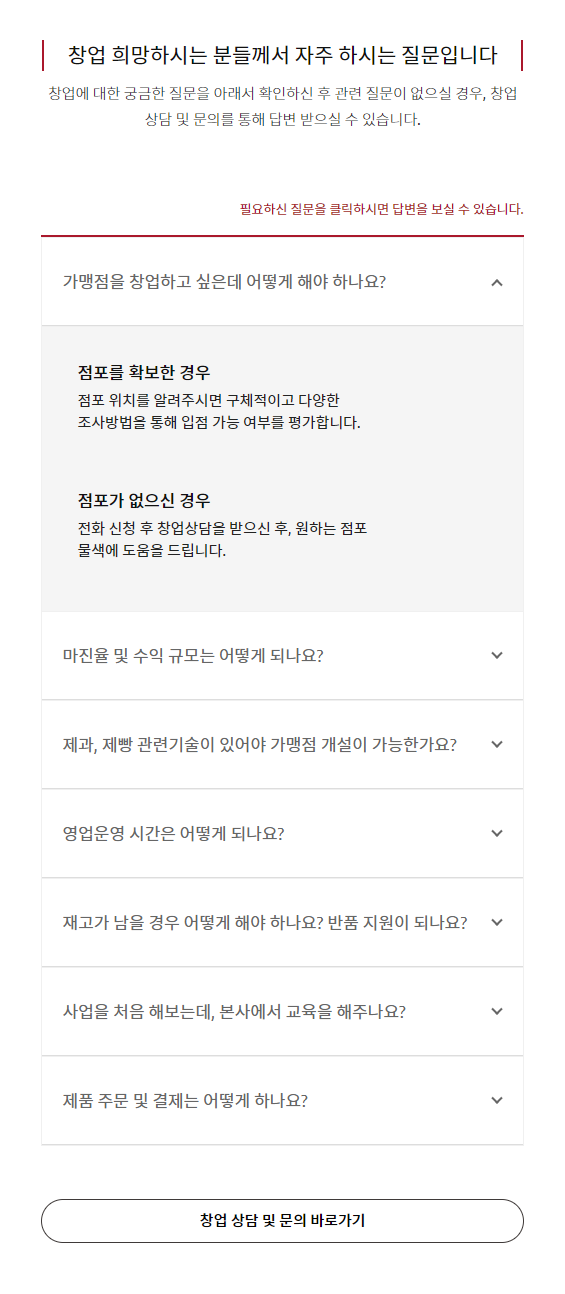 창업 희망하시는 분들께서 자주 하시는 질문입니다
창업에 대한 궁금한 질문을 아래서 확인하신 후 관련 질문이 없으실 경우, 창업
상담 및 문의를 통해 답변 받으실 수 있습니다.
필요하신 질문을 클릭하시면 답변을 보실 수 있습니다.
가맹점을 창업하고 싶은데 어떻게 해야 하나요?
점포를 확보한 경우
점포 위치를 알려주시면 구체적이고 다양한
조사방법을 통해 입점 가능 여부를 평가합니다.
점포가 없으신 경우
전화 신청 후 창업상담을 받으신 후, 원하는 점포
물색에 도움을 드립니다.
마진율 및 수익 규모는 어떻게 되나요?
제과, 제빵 관련기술이 있어야 가맹점 개설이 가능한가요?
영업운영 시간은 어떻게 되나요?
재고가 남을 경우 어떻게 해야 하나요? 반품 지원이 되나요?
사업을 처음 해보는데, 본사에서 교육을 해주나요?
제품 주문 및 결제는 어떻게 하나요?
창업 상담 및 문의 바로가기